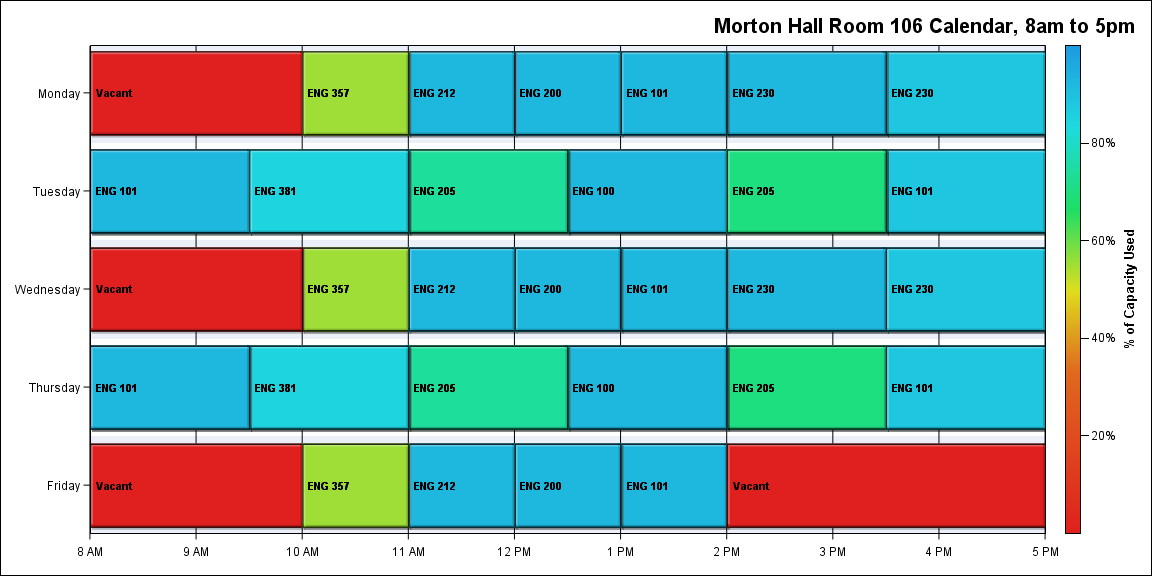 Morton Hall Room 106 Calendar, 8am to 5pm
Monday
Vacant
ENG 357
ENG 212
ENG 200
ENG 101
ENG 230
ENG 230
Tuesday
ENG 101
ENG 381
ENG 205
ENG 100
ENG 205
ENG 101
Wednesday
Vacant
ENG 357
ENG 212
ENG 200
ENG 101
ENG 230
ENG 230
Thursday
ENG 101
ENG 381
ENG 205
ENG 100
ENG 205
ENG 101
Friday
Vacant
ENG 357
ENG 212
ENG 200
ENG 101
Vacant
8 AM
9 AM
10 AM
11 AM
12 PM
1 PM
2 PM
3 PM
4 PM
5 PM
80%
60%
40%
20%
% of Capacity Used